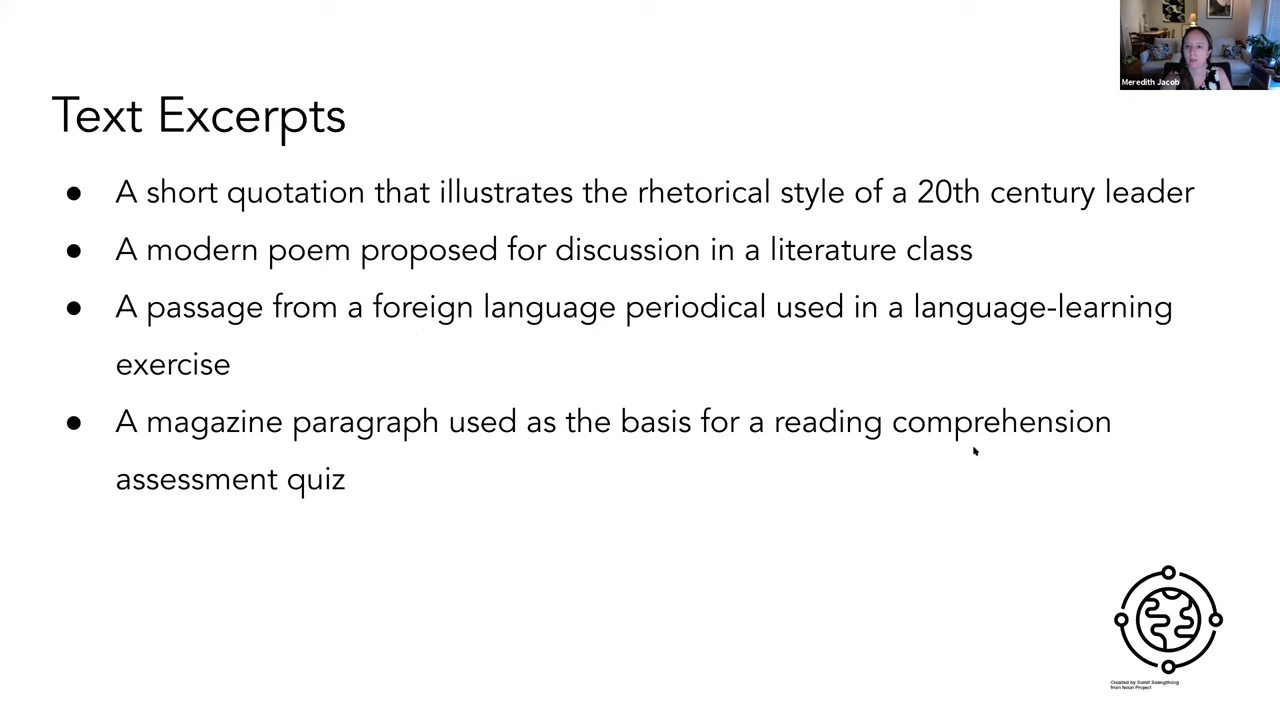 Meredith Jacob
Text Excerpts
● A short quotation that illustrates the rhetorical style of a 20th century leader
● A modern poem proposed for discussion in a literature class
● A passage from a foreign language periodical used in a language-learning
exercise
● A magazine paragraph used as the basis for a reading comprehension
assessment quiz
Created by Sumit Saengthong
from Noun Project